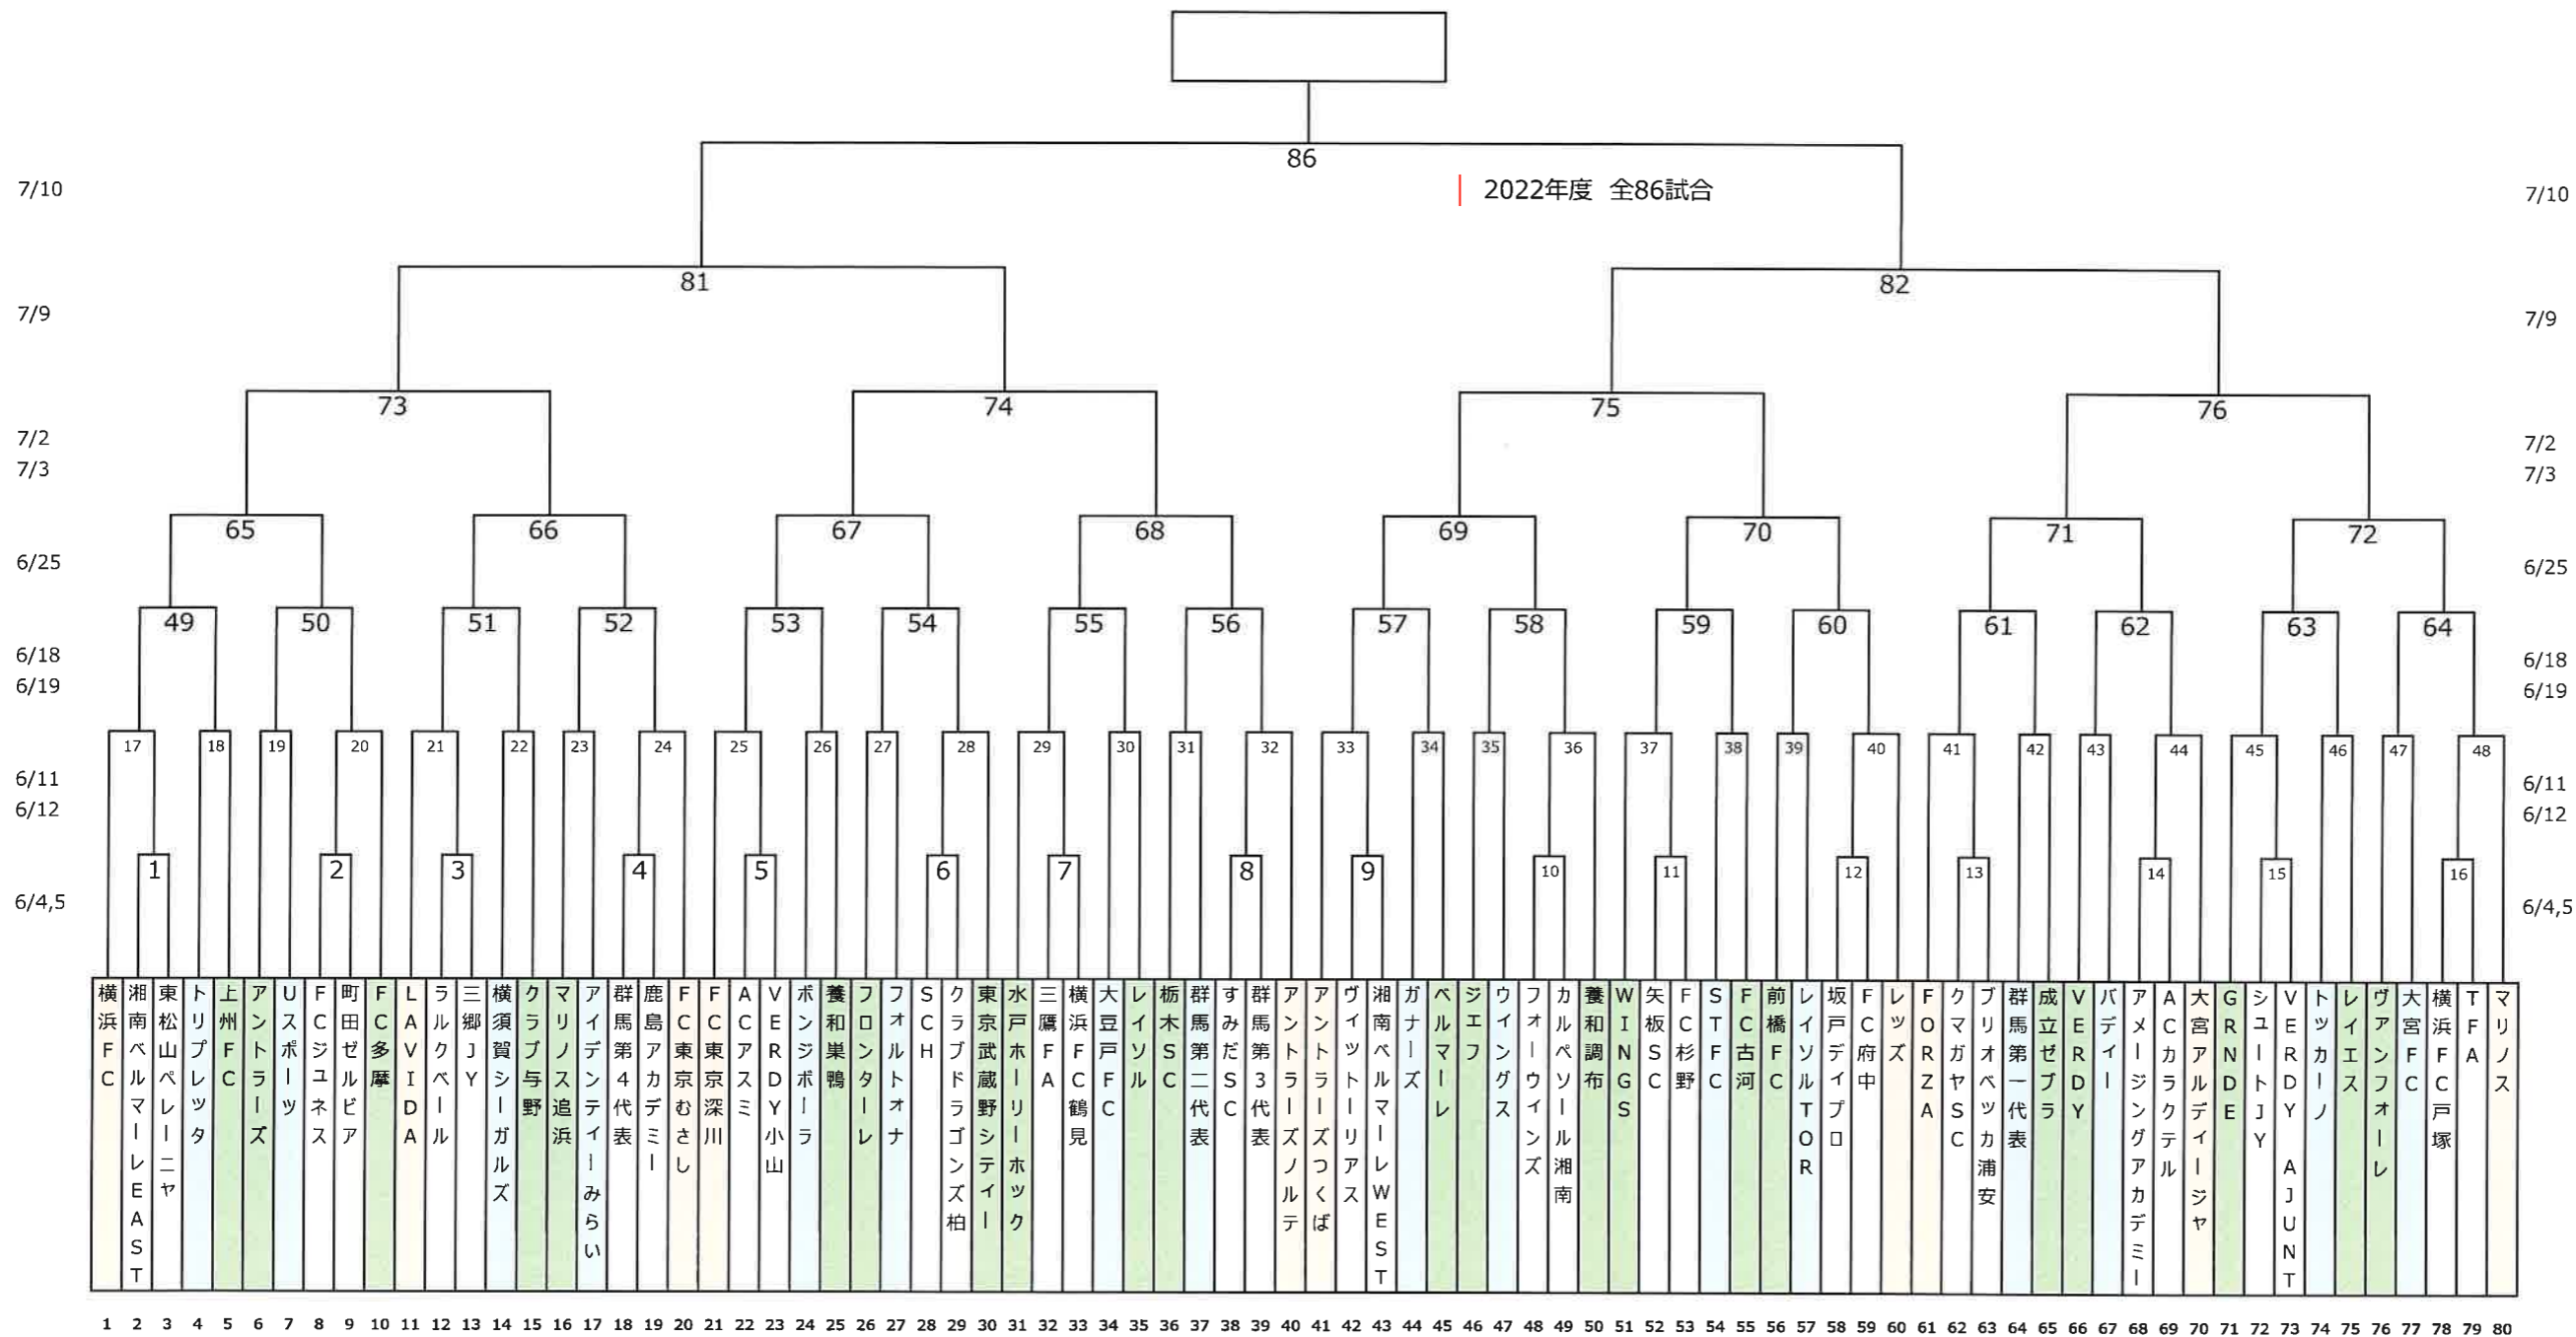 86
2022年度 全86試合
7/10
7/10
81
82
7/9
7/9
73
74
75
76
7/2
7/2
7/3
7/3
65
66
67
68
69
70
71
72
6/25
6/25
49
50
51
52
53
54
55
56
57
58
59
60
61
62
63
64
6/18
6/18
6/19
6/19
17
18
19
20
21
22
23
24
25
26
27
28
29
30
31
32
33
34
35
36
37
38
39
40
41
42
43
44
45
46
47
48
6/11
6/11
6/12
6/12
1
2
3
4
5
6
7
8
9
10
11
12
13
14
15
16
6/4,5
6/4,5
横浜FC
湘南ベルマーレEAST
東松山ペレーニヤ
トリプレッタ
上州FC
アントラーズ
Uスポーツ
FCジュネス
町田ゼルビア
FC多摩
LAVIDA
ラルクベール
三郷JY
横須賀シーガルズ
クラブ与野
マリノス追浜
アイデンティーみらい
群馬第4代表
鹿島アカデミー
FC東京むさし
FC東京深川
ACアスミ
VERDY小山
ボンジボーラ
養和巣鴨
フロンターレ
フォルトオナ
SCH
クラブドラゴンズ柏
東京武蔵野シティー
水戸ホーリーホック
三鷹FA
横浜FC鶴見
大豆戸FC
レイソル
栃木SC
群馬第二代表
すみだSC
群馬第3代表
アントラーズノルテ
アントラーズつくば
ヴィットーリアス
湘南ベルマーレWEST
ガナーズ
ベルマーレ
ジエフ
ウィングス
フォーウィンズ
カルペソール湘南
養和調布
WINGS
矢板SC
FC杉野
STFC
FC古河
前橋FC
レイソルTOR
坂戸ディプロ
FC府中
レッズ
FORZA
クマガヤSC
ブリオベッカ浦安
群馬第一代表
成立ゼブラ
VERDY
バディー
アメージングアカデミー
ACカラクテル
大宮アルディージャ
GRNDE
シュートJY
VERDY AJUNT
トッカーノ
レイエス
ヴァンフォーレ
大宮FC
横浜FC戸塚
TFA
マリノス
1 2 3 4 5 6 7 8 9 10 11 12 13 14 15 16 17 18 19 20 21 22 23 24 25 26 27 28 29 30 31 32 33 34 35 36 37 38 39 40 41 42 43 44 45 46 47 48 49 50 51 52 53 54 55 56 57 58 59 60 61 62 63 64 65 66 67 68 69 70 71 72 73 74 75 76 77 78 79 80